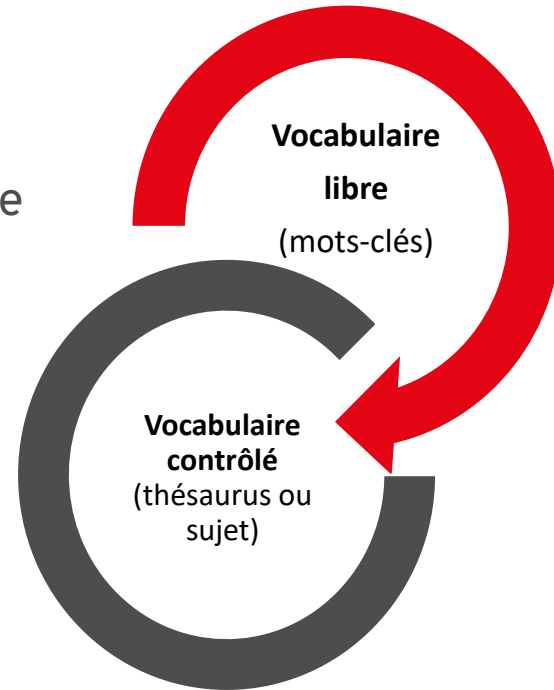 Vocabulaire
libre
(mots-clés)
e
Vocabulaire
contrôlé
(thésaurus ou
sujet)